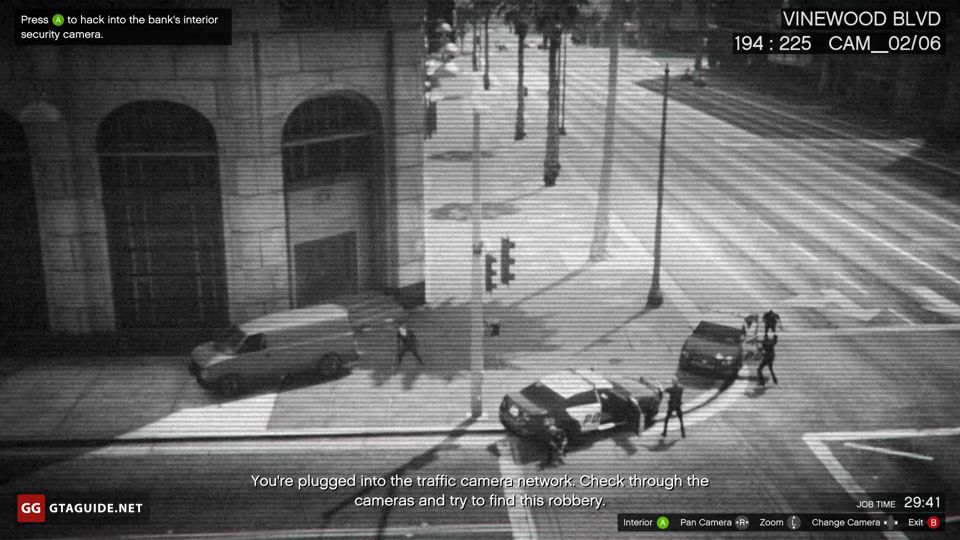 Press A to hack into the bank's interior
security camera.
VINEWOOD BLVD
194 : 225 CAM_02/06
PO
You're plugged into the traffic camera network. Check through the
cameras and try to find this robbery.
GG GTAGUIDE.NET
JOB TIME 29:41
Interior A Pan Camera R Zoom L Change Camera Exit B